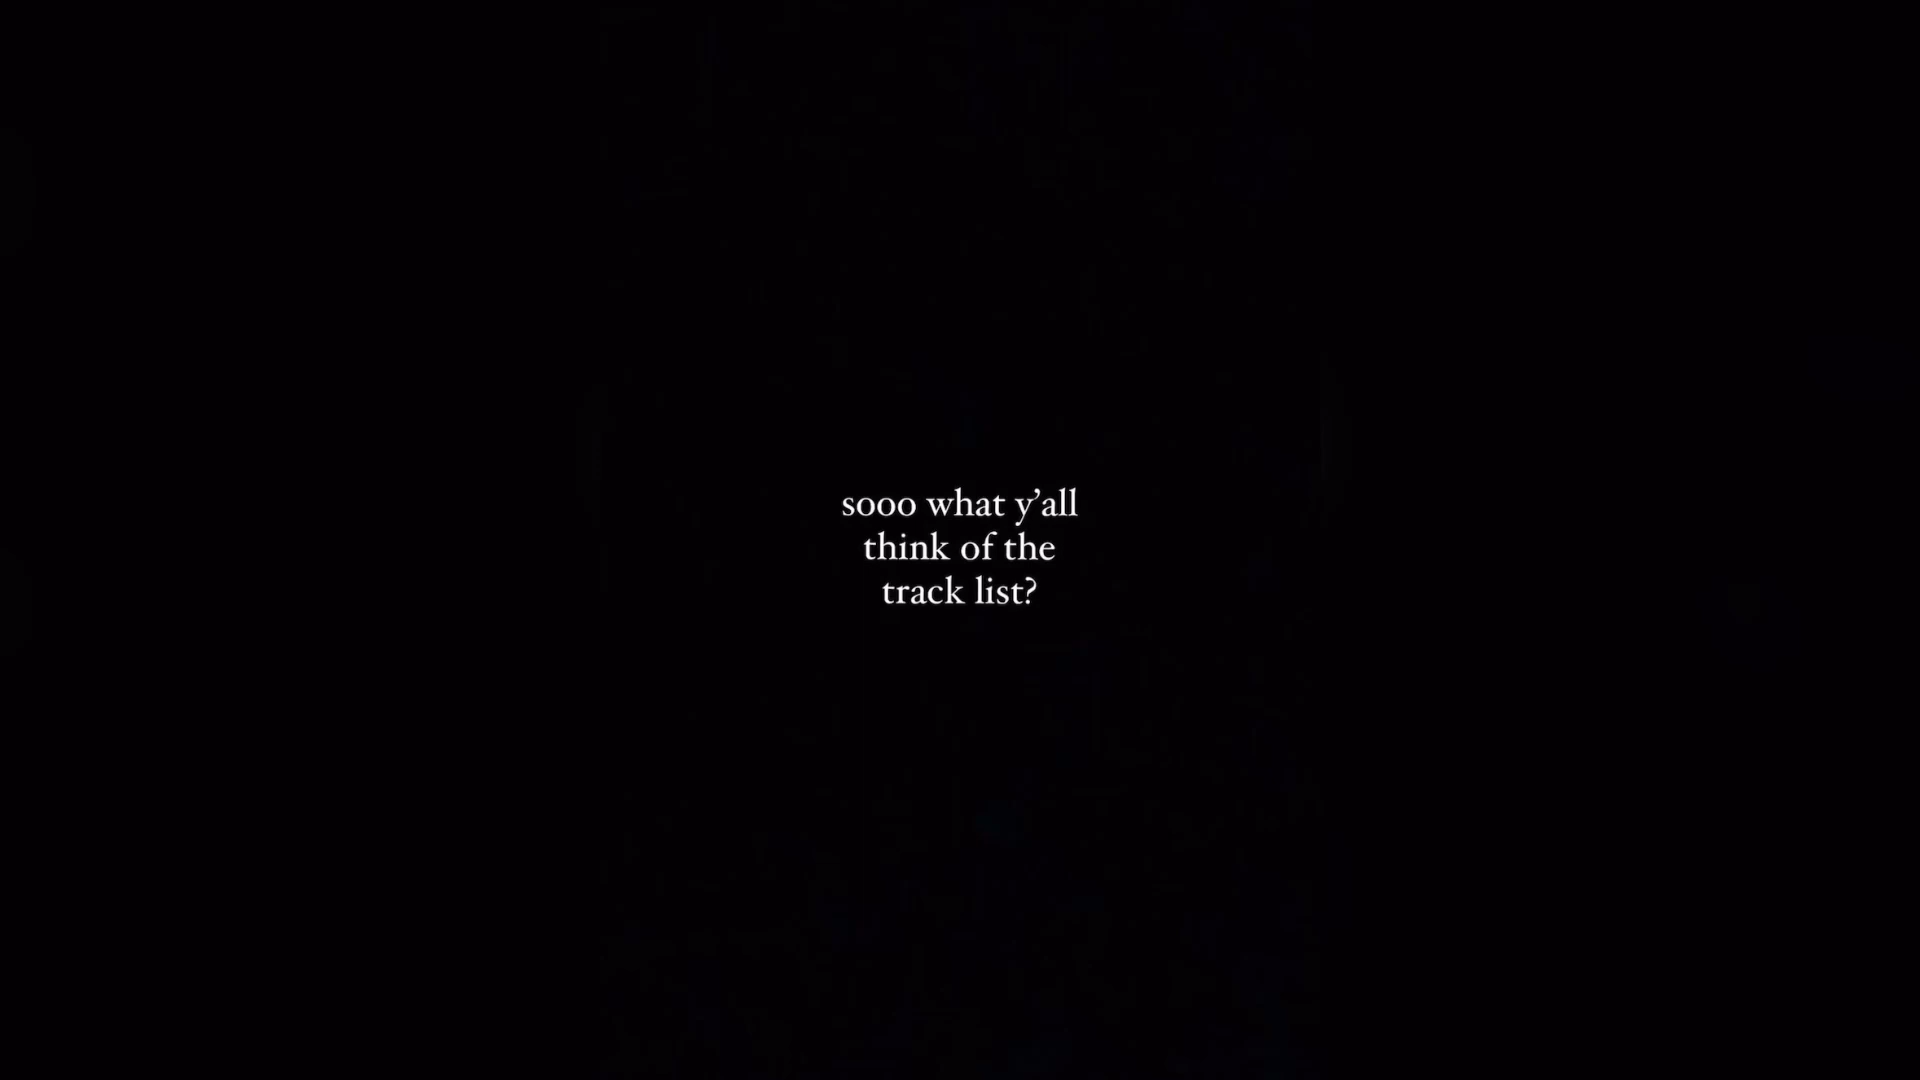 sooo what y’all
think of the
track list?